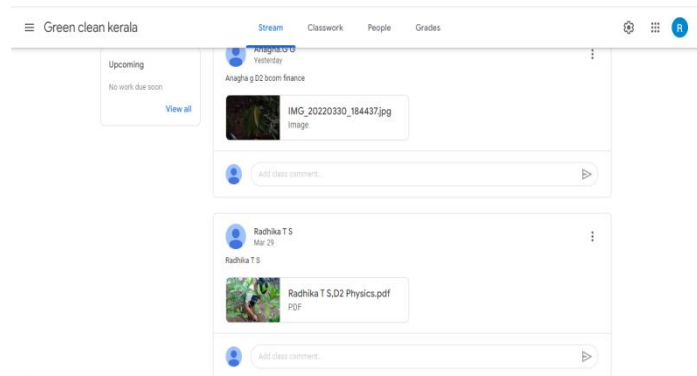 Green clean kerala
Stream Classwork People Grades
R
Upcoming
No work due soon
View all
Anagha.G G
Yesterday
Anagha g D2 bcom finance
IMG_20220330_184437.jpg
Image
Add class comment...
Radhika T S
Mar 29
Radhika T S
Radhika T S,D2 Physics.pdf
PDF
Add class comment...